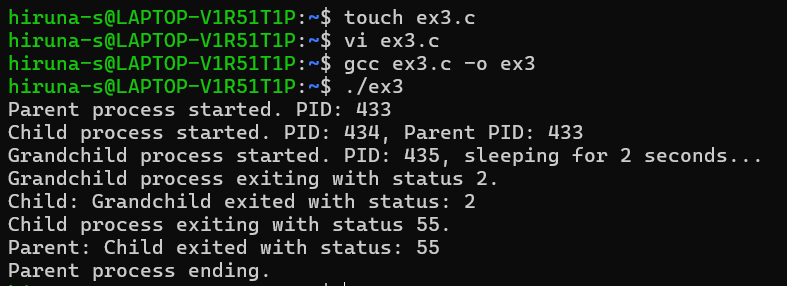 hiruna-s@LAPTOP-V1R51T1P:~$ touch ex3.c
hiruna-s@LAPTOP-V1R51T1P:~$ vi ex3.c
hiruna-s@LAPTOP-V1R51T1P:~$ gcc ex3.c -o ex3
hiruna-s@LAPTOP-V1R51T1P:~$ ./ex3
Parent process started. PID: 433
Child process started. PID: 434, Parent PID: 433
Grandchild process started. PID: 435, sleeping for 2 seconds...
Grandchild process exiting with status 2.
Child: Grandchild exited with status: 2
Child process exiting with status 55.
Parent: Child exited with status: 55
Parent process ending.